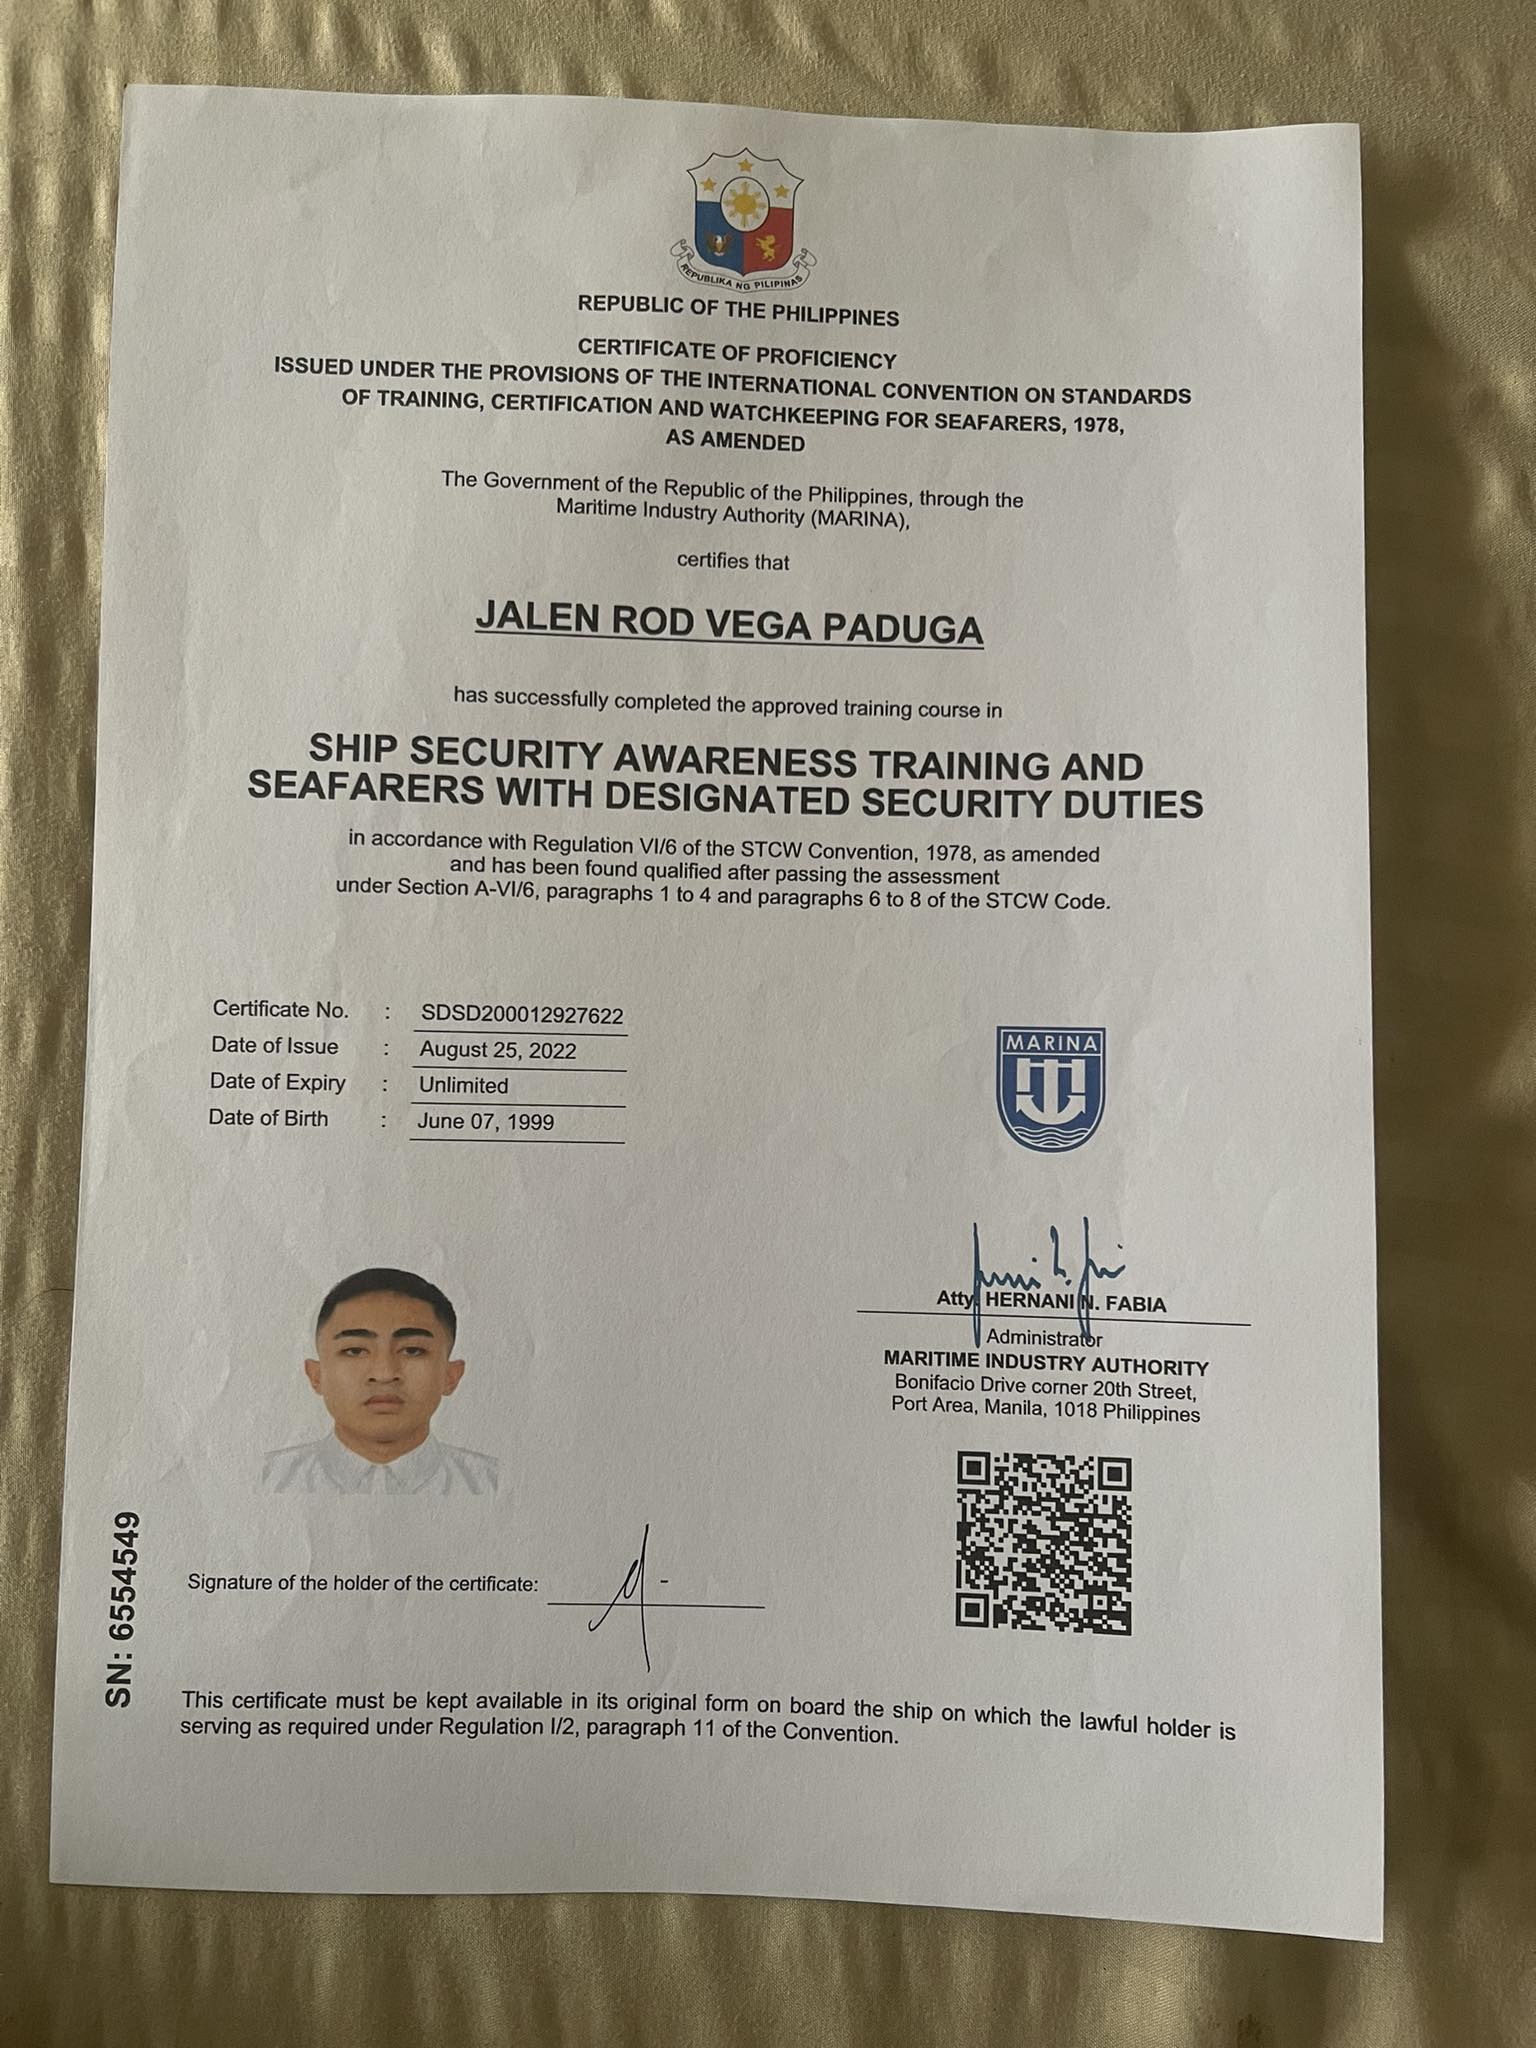 REPUBLIKA NG PILIPINAS
REPUBLIC OF THE PHILIPPINES
CERTIFICATE OF PROFICIENCY
ISSUED UNDER THE PROVISIONS OF THE INTERNATIONAL CONVENTION ON STANDARDS
OF TRAINING, CERTIFICATION AND WATCHKEEPING FOR SEAFARERS, 1978,
AS AMENDED
The Government of the Republic of the Philippines, through the
Maritime Industry Authority (MARINA),
certifies that
JALEN ROD VEGA PADUGA
has successfully completed the approved training course in
SHIP SECURITY AWARENESS TRAINING AND
SEAFARERS WITH DESIGNATED SECURITY DUTIES
in accordance with Regulation VI/6 of the STCW Convention, 1978, as amended
and has been found qualified after passing the assessment
under Section A-VI/6, paragraphs 1 to 4 and paragraphs 6 to 8 of the STCW Code.
Certificate No. : SDSD200012927622
Date of Issue : August 25, 2022
Date of Expiry : Unlimited
Date of Birth : June 07, 1999
MARINA
Atty. HERNANI N. FABIA
Administrator
MARITIME INDUSTRY AUTHORITY
Bonifacio Drive corner 20th Street,
Port Area, Manila, 1018 Philippines
SN: 6554549
Signature of the holder of the certificate:
This certificate must be kept available in its original form on board the ship on which the lawful holder is
serving as required under Regulation I/2, paragraph 11 of the Convention.